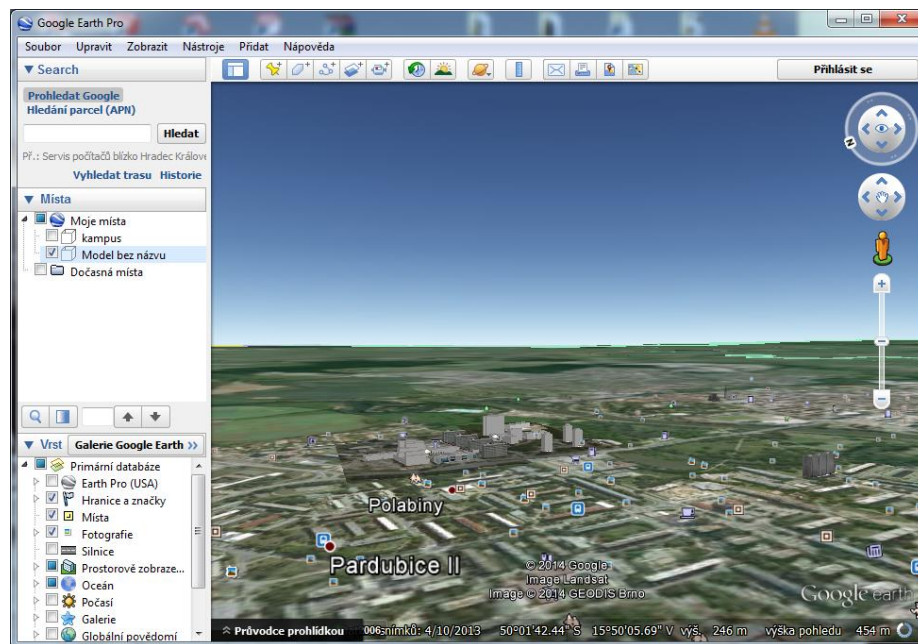 Google Earth Pro
Soubor Upravit Zobrazit Nástroje Přidat Nápověda
Search
Přihlásit se
Prohledat Google
Hledání parcel (APN)
Hledat
Př.: Servis počítačů blízko Hradec Králové
Vyhledat trasu Historie
Místa
Moje místa
kampus
Model bez názvu
Dočasná místa
N
Vrst Galerie Google Earth >>
Primární databáze
Earth Pro (USA)
Hranice a značky
Místa
Fotografie
Silnice
Prostorové zobraze...
Oceán
Počasí
Galerie
Globální povědomí
Polabiny
Pardubice II
© 2014 Google
Image Landsat
Image © 2014 GEODIS Brno
Google earth
Průvodce prohlídkou 006 snímků: 4/10/2013 50°01'42.44" S 15°50'05.69" V výš. 246 m výška pohledu 454 m